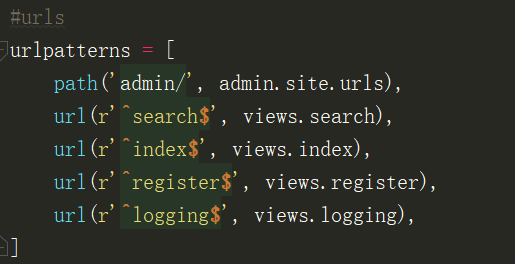 #urls
urlpatterns = [
    path('admin/', admin.site.urls),
    url(r'^search$', views.search),
    url(r'^index$', views.index),
    url(r'^register$', views.register),
    url(r'^logging$', views.logging),
]